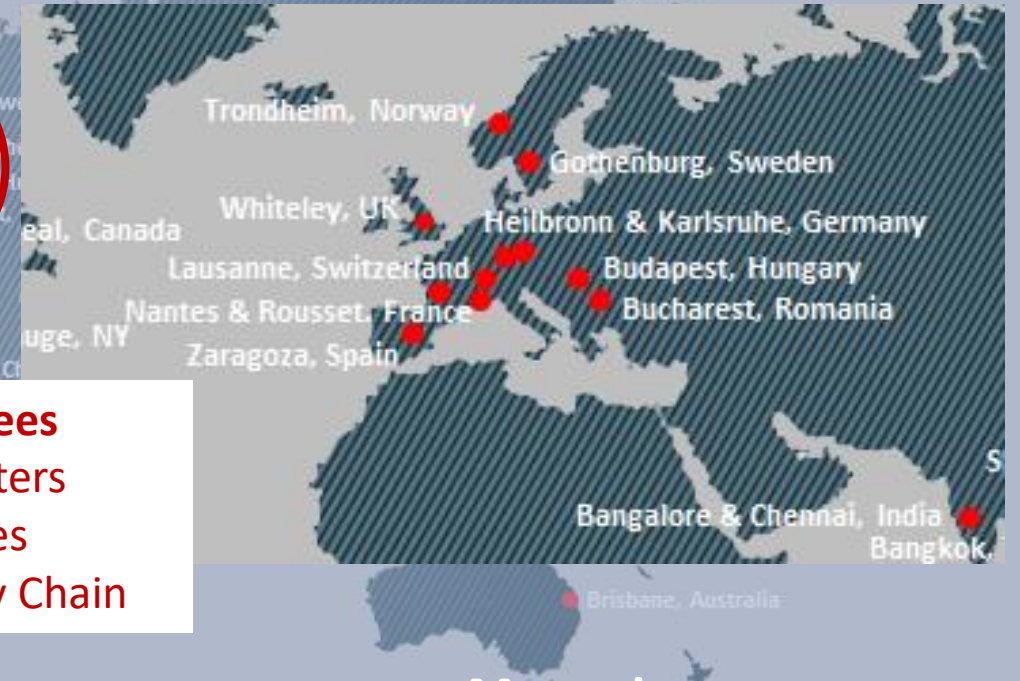 Trondheim, Norway
Gothenburg, Sweden
Whiteley, UK
Heilbronn & Karlsruhe, Germany
eal, Canada
Lausanne, Switzerland
Budapest, Hungary
Nantes & Rousset, France
Bucharest, Romania
uge, NY
Zaragoza, Spain
ees
ters
S
Bangalore & Chennai, India
es
Bangkok,
y Chain
Brisbane, Australia